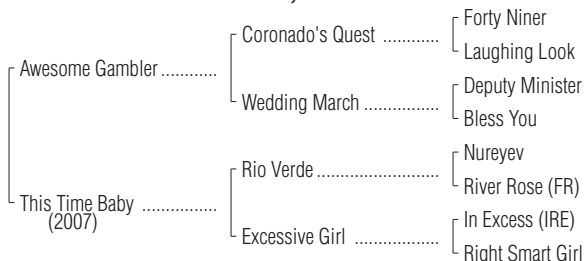 Forty Niner
Coronado's Quest ............
Laughing Look
Awesome Gambler ............
Deputy Minister
Wedding March ................
Bless You
Nureyev
Rio Verde ........................
River Rose (FR)
This Time Baby ................
(2007)
In Excess (IRE)
Excessive Girl ..................
Right Smart Girl